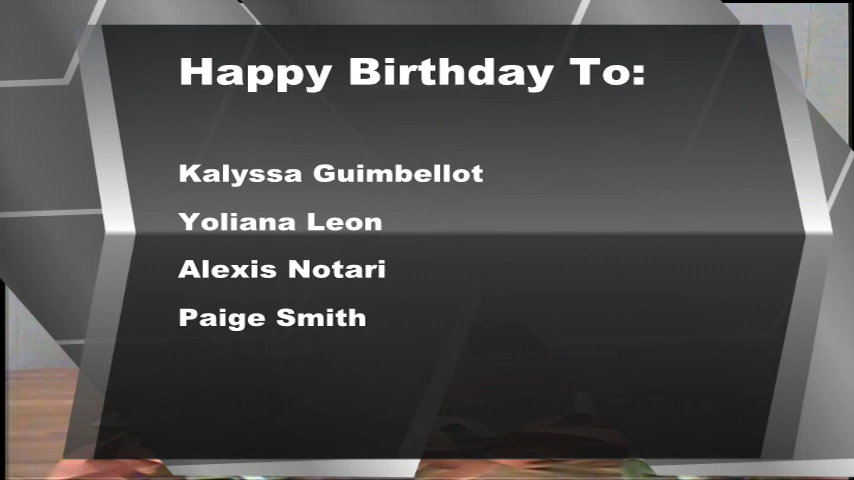 Happy Birthday To:
Kalyssa Guimbellot
Yoliana Leon
Alexis Notari
Paige Smith